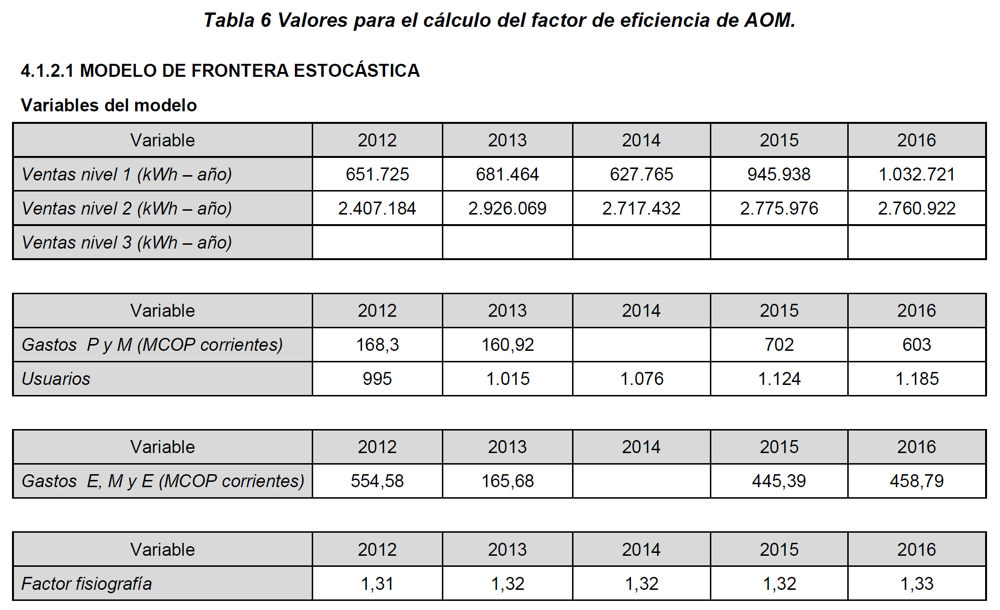 Tabla 6 Valores para el cálculo del factor de eficiencia de AOM.
4.1.2.1 MODELO DE FRONTERA ESTOCÁSTICA
Variables del modelo
Variable 2012 2013 2014 2015 2016
Ventas nivel 1 (kWh – año) 651.725 681.464 627.765 945.938 1.032.721
Ventas nivel 2 (kWh – año) 2.407.184 2.926.069 2.717.432 2.775.976 2.760.922
Ventas nivel 3 (kWh – año)
Variable 2012 2013 2014 2015 2016
Gastos P y M (MCOP corrientes) 168,3 160,92 702 603
Usuarios 995 1.015 1.076 1.124 1.185
Variable 2012 2013 2014 2015 2016
Gastos E, M y E (MCOP corrientes) 554,58 165,68 445,39 458,79
Variable 2012 2013 2014 2015 2016
Factor fisiografía 1,31 1,32 1,32 1,32 1,33